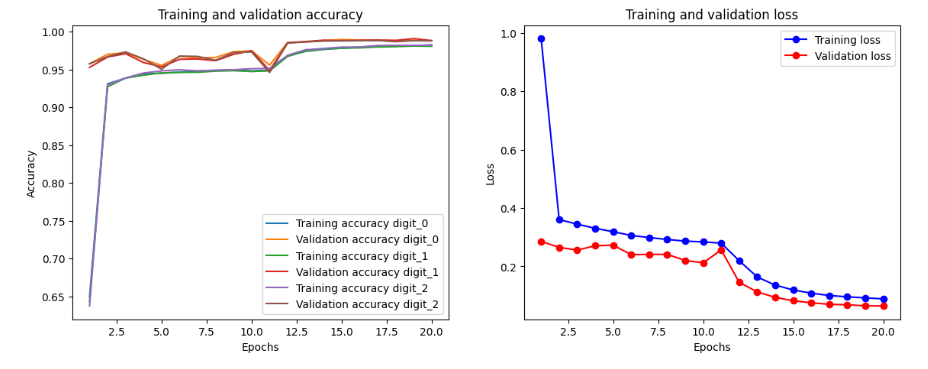 Training and validation accuracy
1.00
0.95
0.90
0.85
0.80
0.75
0.70
0.65
Accuracy
Training accuracy digit_0
Validation accuracy digit_0
Training accuracy digit_1
Validation accuracy digit_1
Training accuracy digit_2
Validation accuracy digit_2
2.5 5.0 7.5 10.0 12.5 15.0 17.5 20.0
Epochs
Training and validation loss
1.0
0.8
0.6
0.4
0.2
Loss
Training loss
Validation loss
2.5 5.0 7.5 10.0 12.5 15.0 17.5 20.0
Epochs